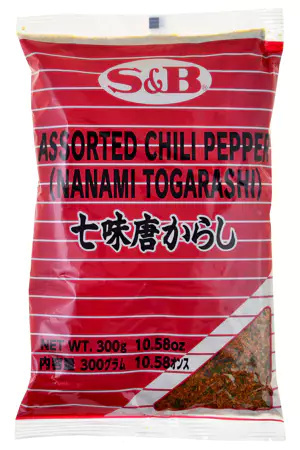 S&B
ASSORTED CHILI PEPPER
(NANAMI TOGARASHI)
七味唐からし
NET WT. 300g 10.58oz
内容量 300グラム 10.58オンス